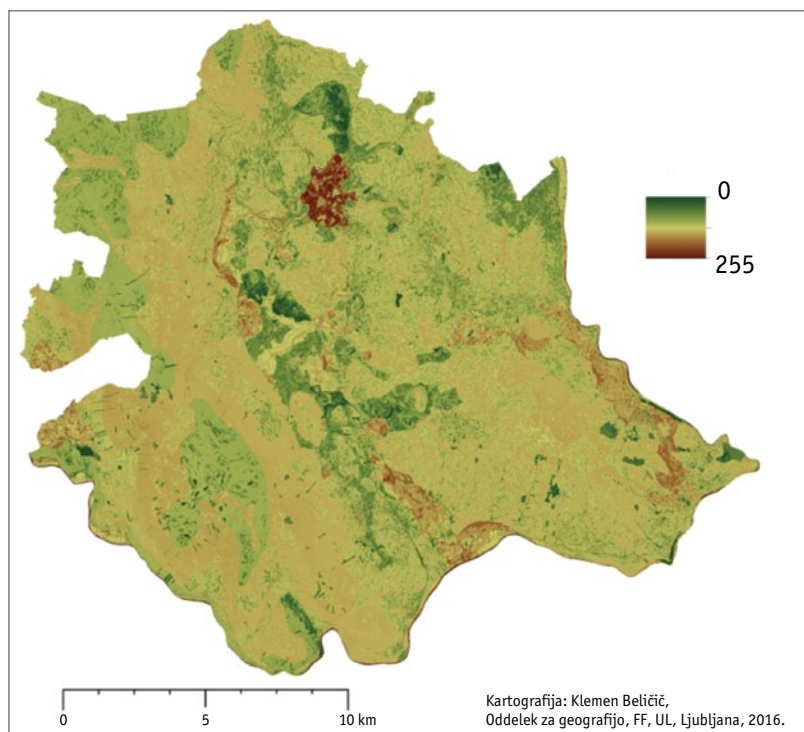 0
255
0 5 10 km
Kartografija: Klemen Beličič,
Oddelek za geografijo, FF, UL, Ljubljana, 2016.